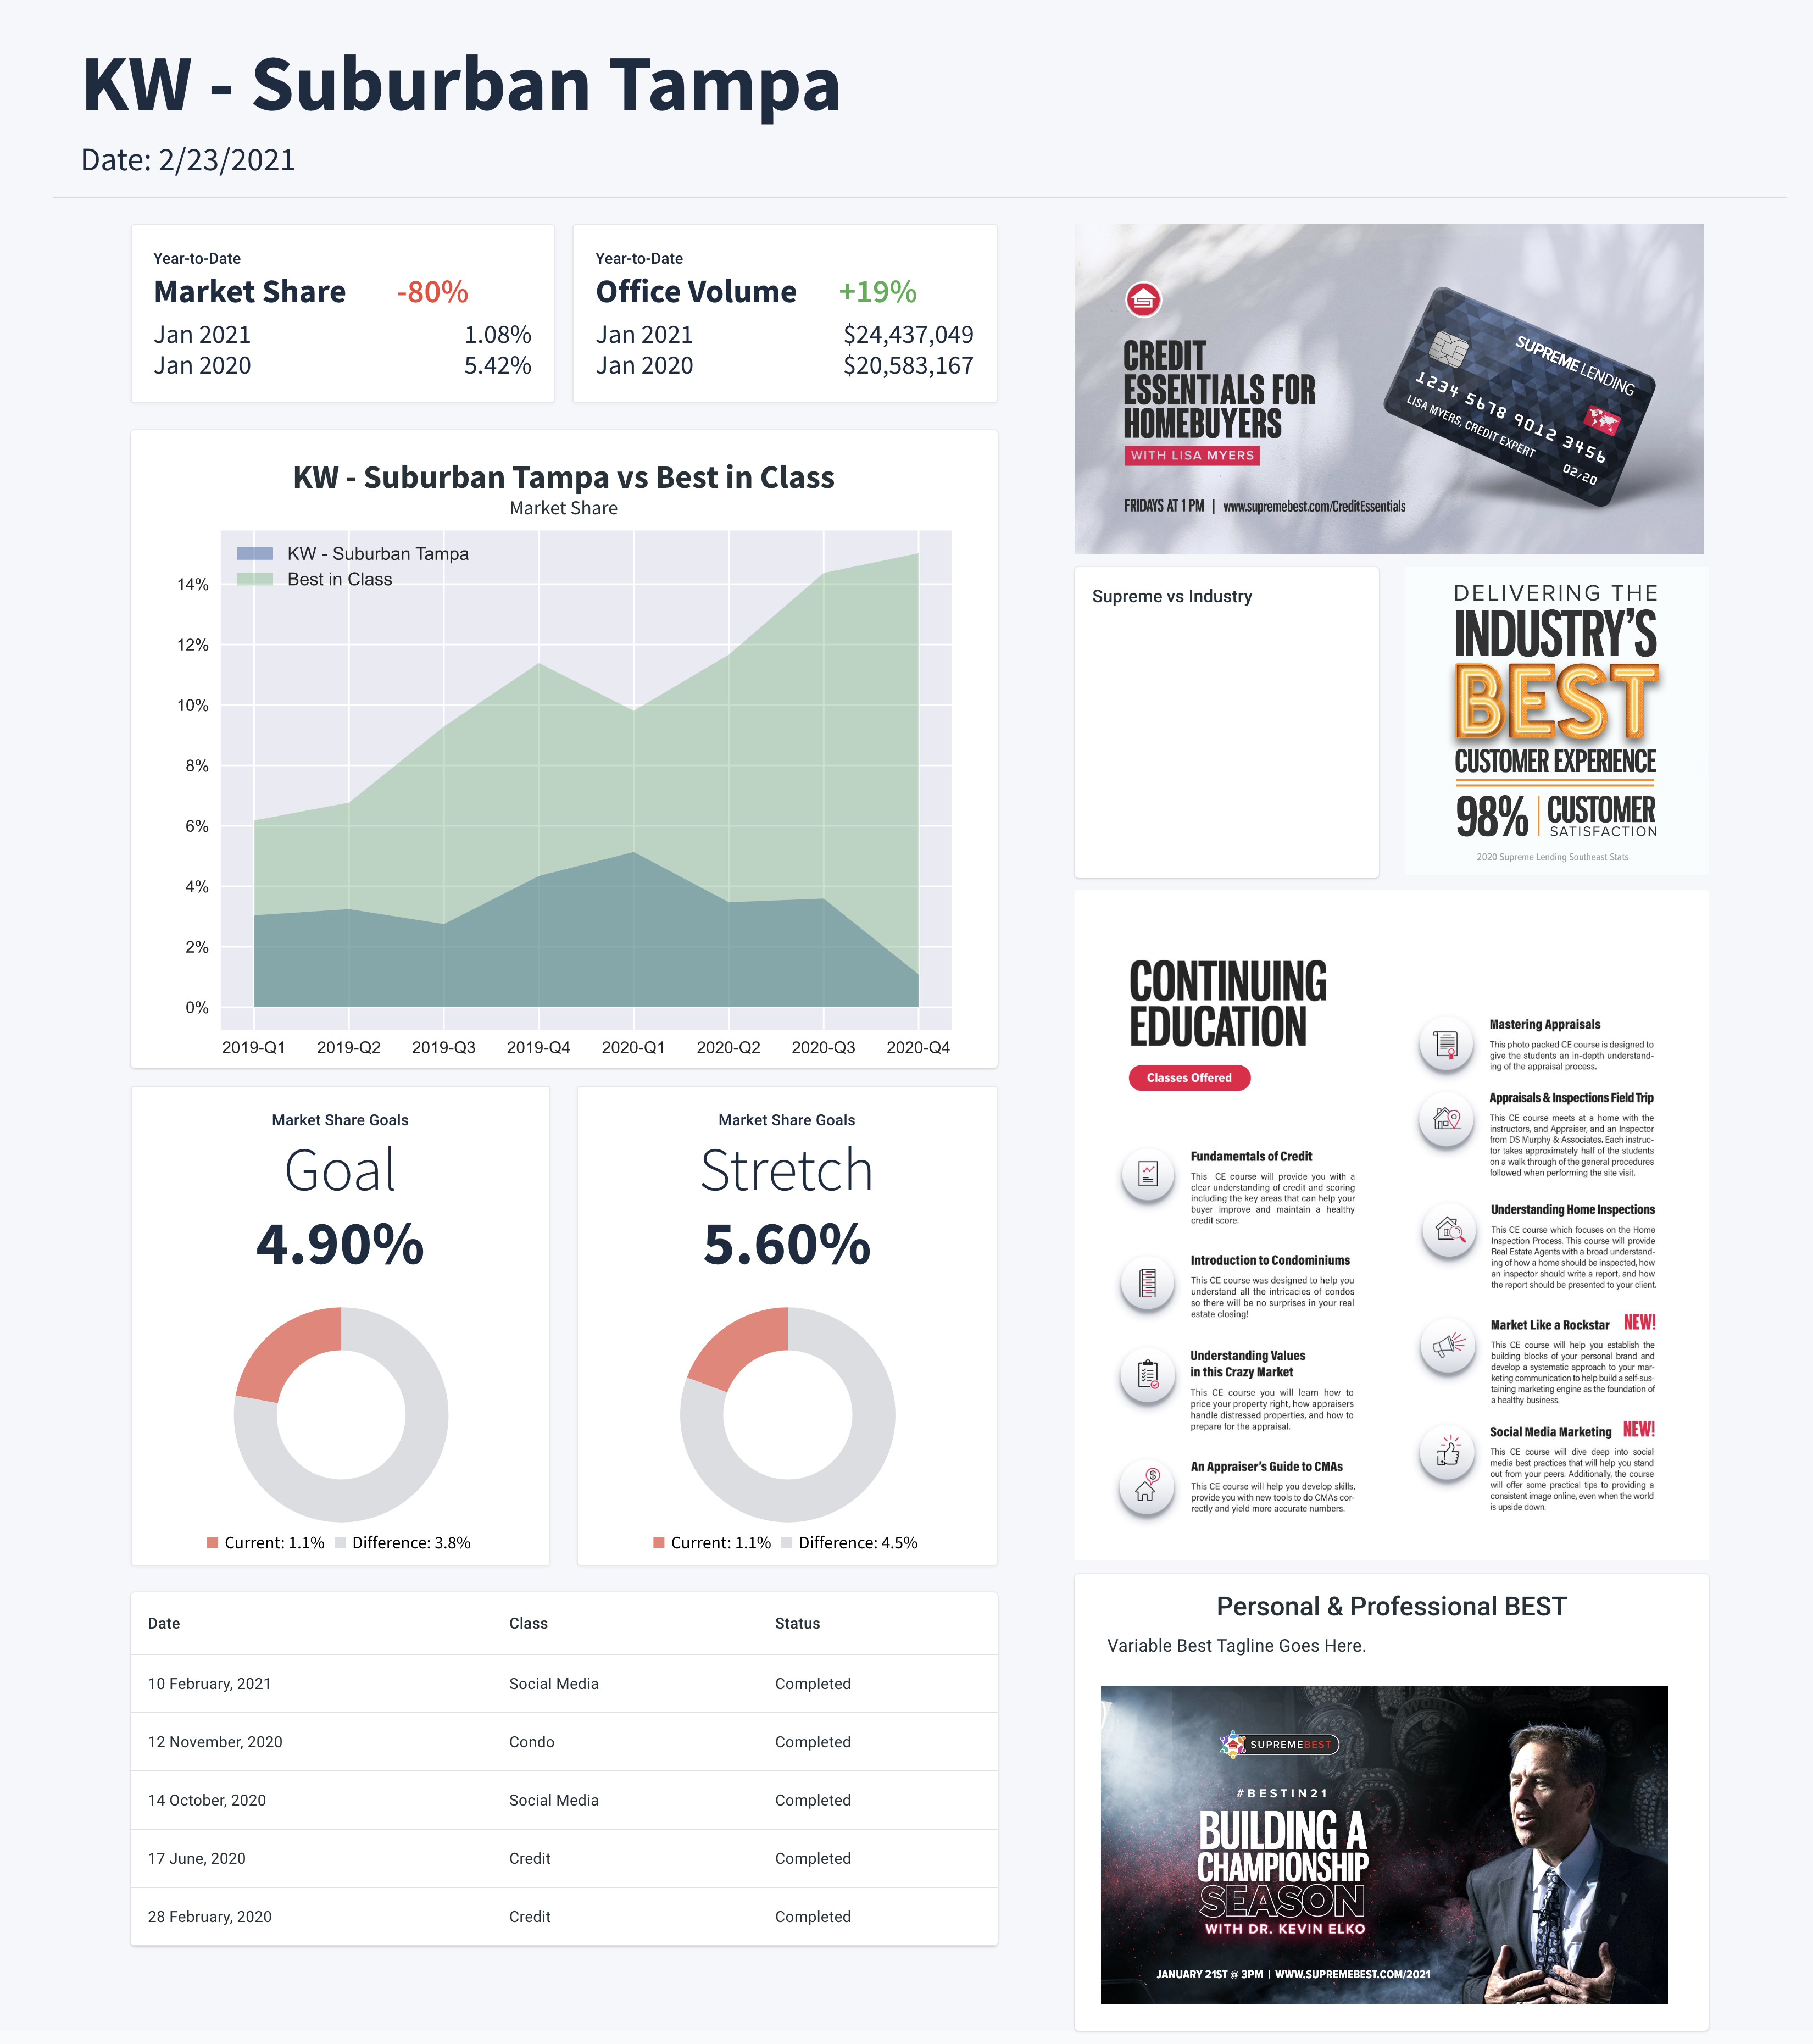 KW - Suburban Tampa
Date: 2/23/2021
Year-to-Date
Market Share -80%
Jan 2021 1.08%
Jan 2020 5.42%
Year-to-Date
Office Volume +19%
Jan 2021 $24,437,049
Jan 2020 $20,583,167
KW - Suburban Tampa vs Best in Class
Market Share
KW - Suburban Tampa
Best in Class
14%
12%
10%
8%
6%
4%
2%
0%
2019-Q1 2019-Q2 2019-Q3 2019-Q4 2020-Q1 2020-Q2 2020-Q3 2020-Q4
Market Share Goals
Goal
4.90%
Current: 1.1% Difference: 3.8%
Market Share Goals
Stretch
5.60%
Current: 1.1% Difference: 4.5%
Date Class Status
10 February, 2021 Social Media Completed
12 November, 2020 Condo Completed
14 October, 2020 Social Media Completed
17 June, 2020 Credit Completed
28 February, 2020 Credit Completed
CREDIT
ESSENTIALS FOR
HOMEBUYERS
WITH LISA MYERS
FRIDAYS AT 1 PM | www.supremebest.com/CreditEssentials
SUPREME LENDING
1234 5678 9012 3456
LISA MYERS, CREDIT EXPERT
02/20
Supreme vs Industry
DELIVERING THE
INDUSTRY'S
BEST
CUSTOMER EXPERIENCE
98% CUSTOMER
SATISFACTION
2020 Supreme Lending Southeast Stats
CONTINUING
EDUCATION
Classes Offered
Fundamentals of Credit
This CE course will provide you with a
clear understanding of credit and scoring
including the key areas that can help your
buyer improve and maintain a healthy
credit score.
Introduction to Condominiums
This CE course was designed to help you
understand all the intricacies of condos
so there will be no surprises in your real
estate closing!
Understanding Values
in this Crazy Market
This CE course you will learn how to
price your property right, how appraisers
handle distressed properties, and how to
prepare for the appraisal.
An Appraiser's Guide to CMAs
This CE course will help you develop skills,
provide you with new tools to do CMAs cor-
rectly and yield more accurate numbers.
Mastering Appraisals
This photo packed CE course is designed to
give the students an in-depth understand-
ing of the appraisal process.
Appraisals & Inspections Field Trip
This CE course meets at a home with the
instructors, and Appraiser, and an Inspector
from DS Murphy & Associates. Each instruc-
tor takes approximately half of the students
on a walk through of the general procedures
followed when performing the site visit.
Understanding Home Inspections
This CE course which focuses on the Home
Inspection Process. This course will provide
Real Estate Agents with a broad understand-
ing of how a home should be inspected, how
an inspector should write a report, and how
the report should be presented to your client.
Market Like a Rockstar NEW!
This CE course will help you establish the
building blocks of your personal brand and
develop a systematic approach to your mar-
keting communication to help build a self-sus-
taining marketing engine as the foundation of
a healthy business.
Social Media Marketing NEW!
This CE course will dive deep into social
media best practices that will help you stand
out from your peers. Additionally, the course
will offer some practical tips to providing a
consistent image online, even when the world
is upside down.
Personal & Professional BEST
Variable Best Tagline Goes Here.
SUPREMEBEST
#BESTIN21
BUILDING A
CHAMPIONSHIP
SEASON
WITH DR. KEVIN ELKO
JANUARY 21ST @ 3PM | WWW.SUPREMEBEST.COM/2021